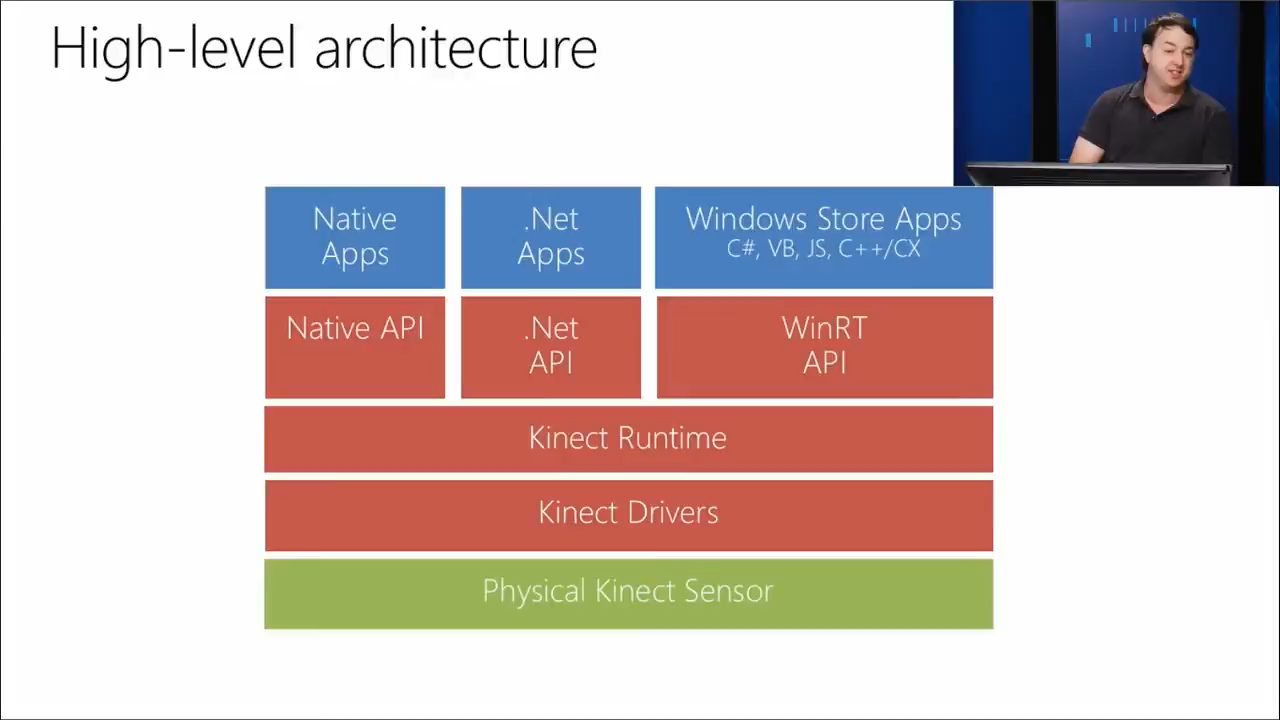 High-level architecture
Native
Apps
.Net
Apps
Windows Store Apps
C#, VB, JS, C++/CX
Native API
.Net
API
WinRT
API
Kinect Runtime
Kinect Drivers
Physical Kinect Sensor